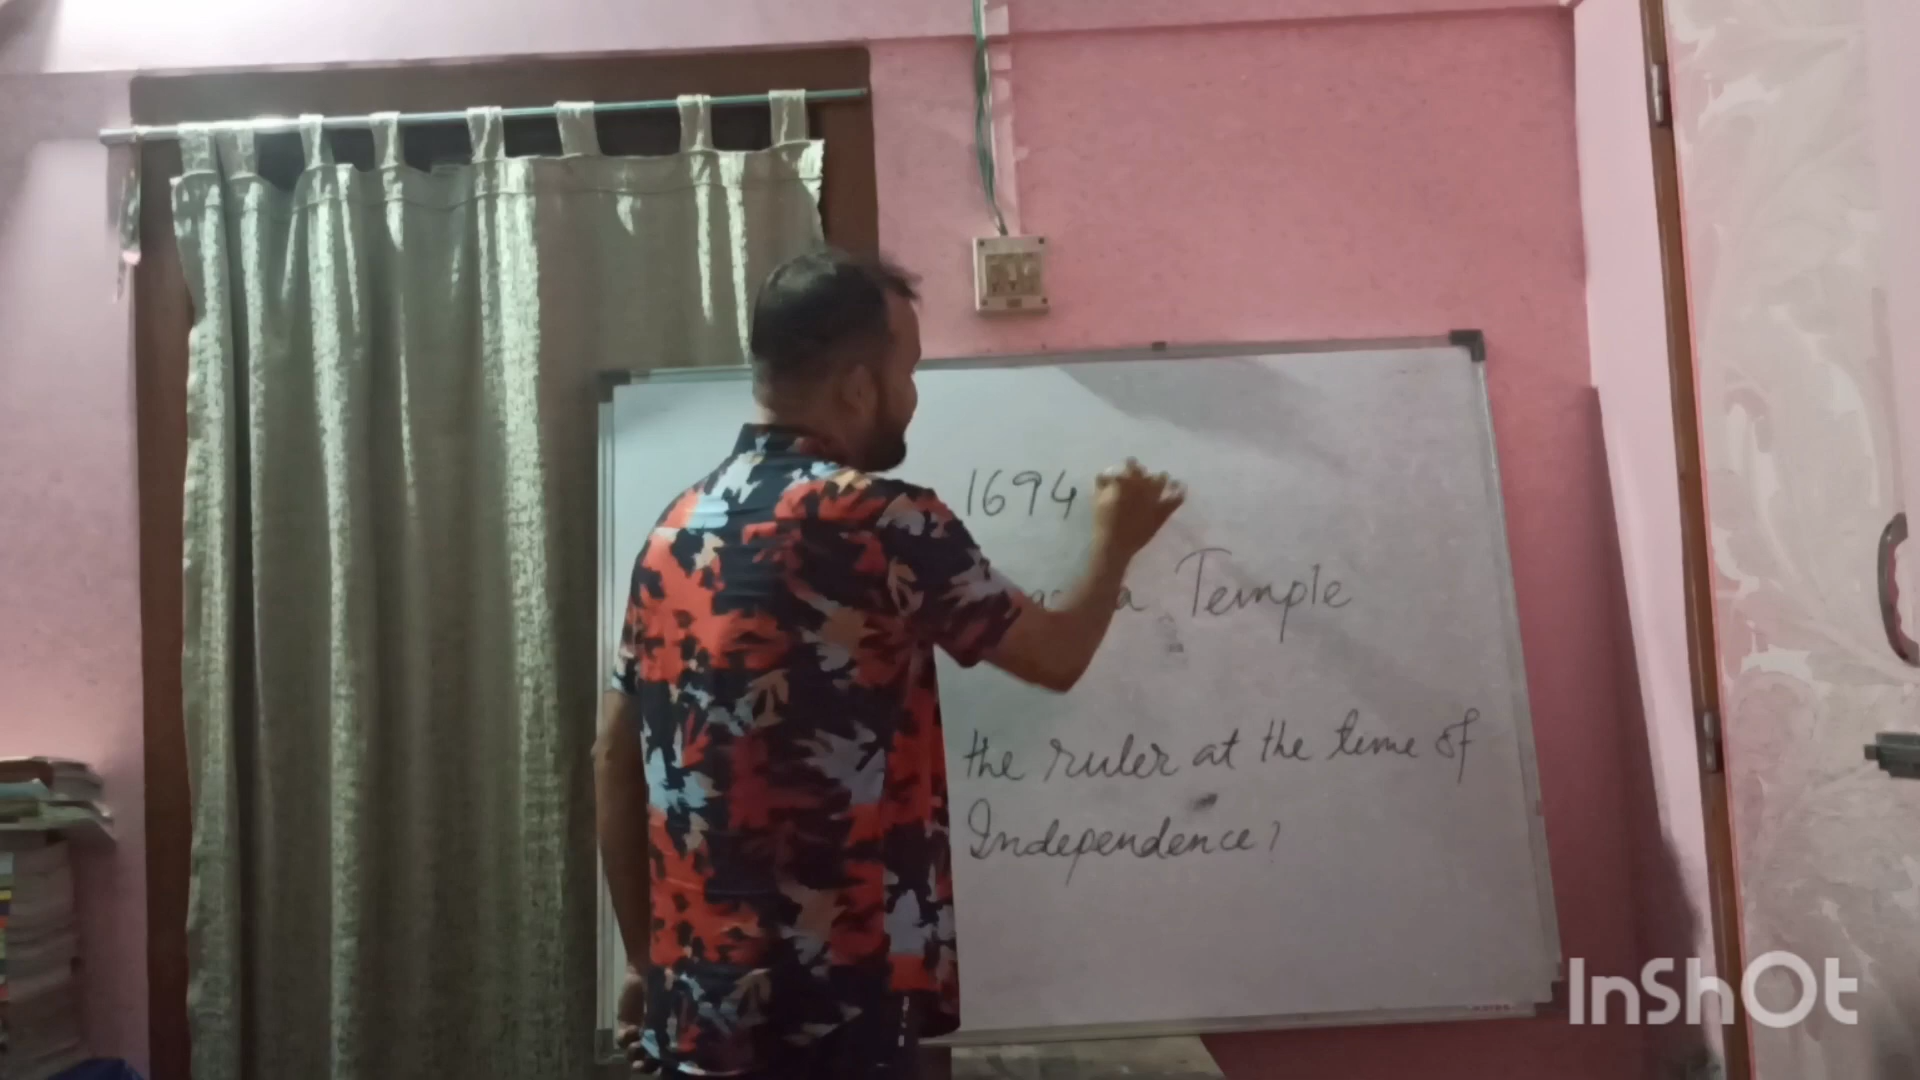 1694
Temple
the ruler at the time of
Independence?
InShOt